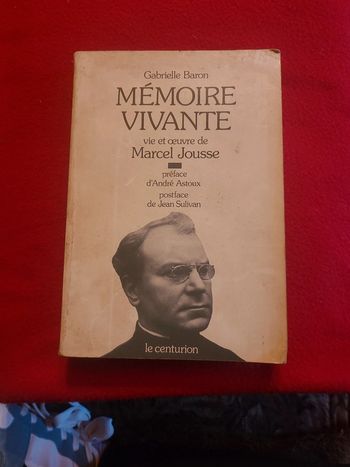 Gabrielle Baron
MÉMOIRE
VIVANTE
vie et œuvre de
Marcel Jousse
préface
d'André Astoux
postface
de Jean Sulivan
le centurion